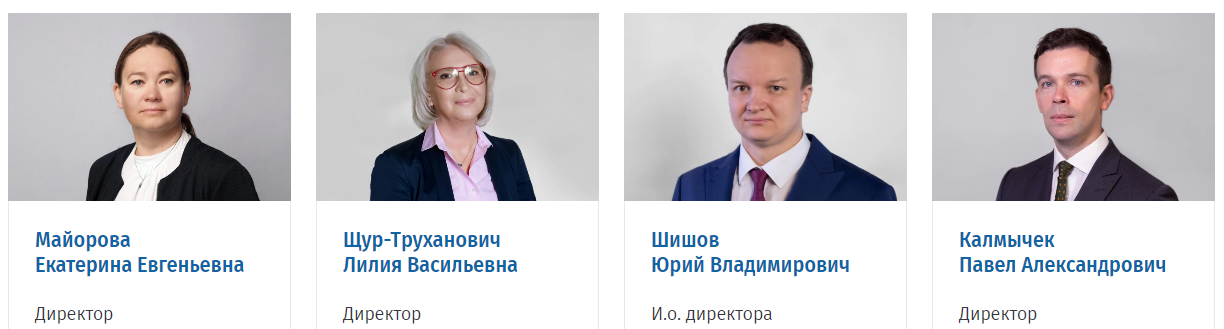 Майорова
Екатерина Евгеньевна
Директор
Щур-Труханович
Лилия Васильевна
Директор
Шишов
Юрий Владимирович
И.о. директора
Калмычек
Павел Александрович
Директор